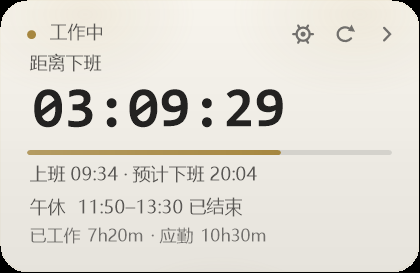 工作中
距离下班
03:09:29
上班 09:34 · 预计下班 20:04
午休 11:50–13:30 已结束
已工作 7h20m · 应勤 10h30m